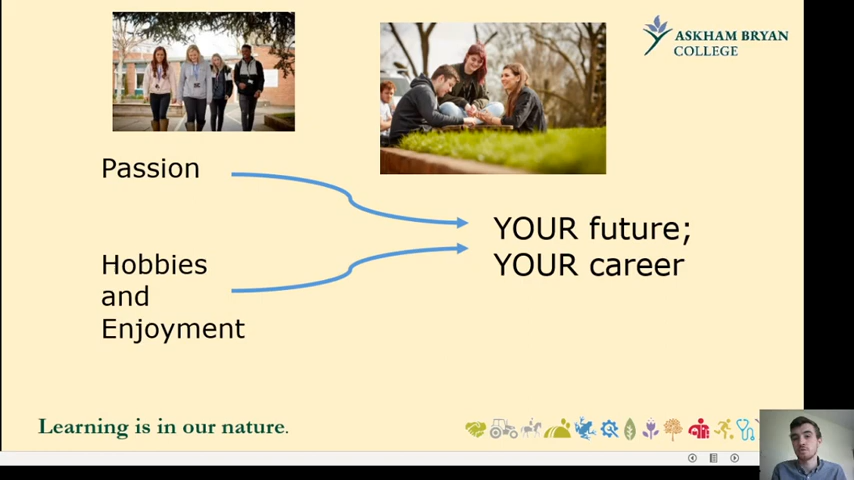 ASKHAM BRYAN
COLLEGE
Passion
YOUR future;
YOUR career
Hobbies
and
Enjoyment
Learning is in our nature.